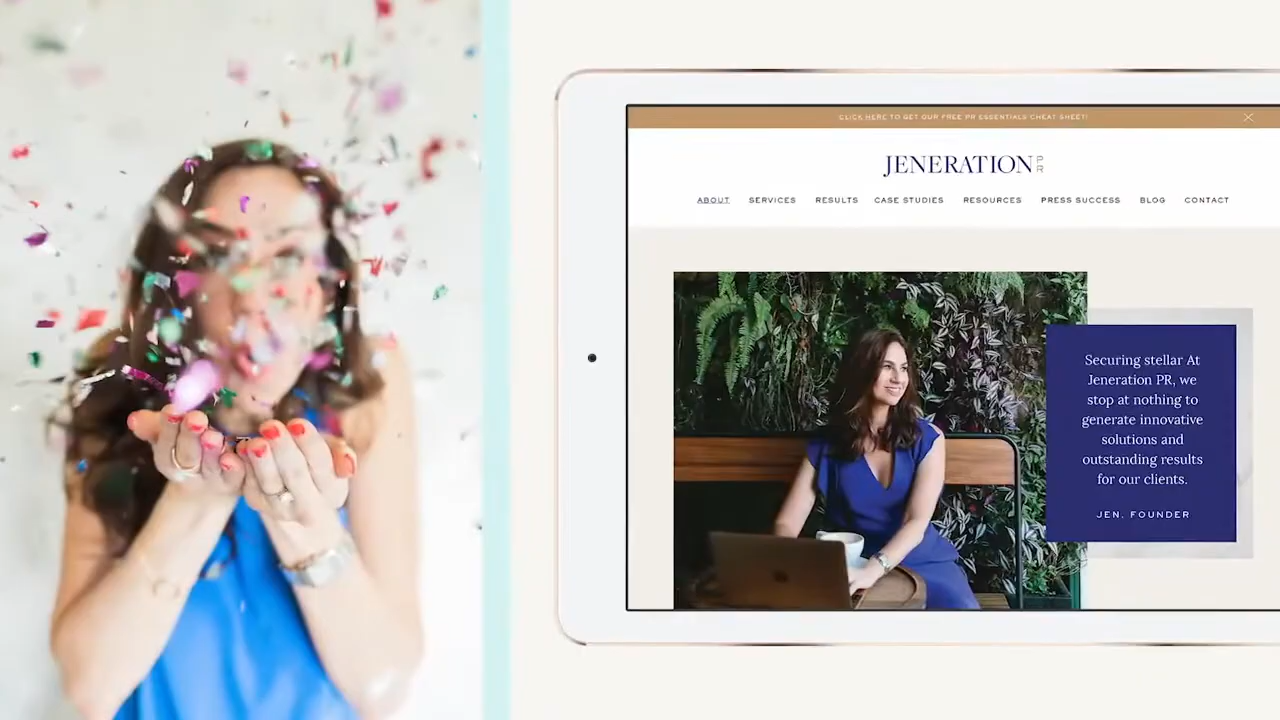 CLICK HERE TO GET OUR FREE PR ESSENTIALS CHEAT SHEET!
JENERATION PR
ABOUT SERVICES RESULTS CASE STUDIES RESOURCES PRESS SUCCESS BLOG CONTACT
Securing stellar At
Jeneration PR, we
stop at nothing to
generate innovative
solutions and
outstanding results
for our clients.
JEN, FOUNDER